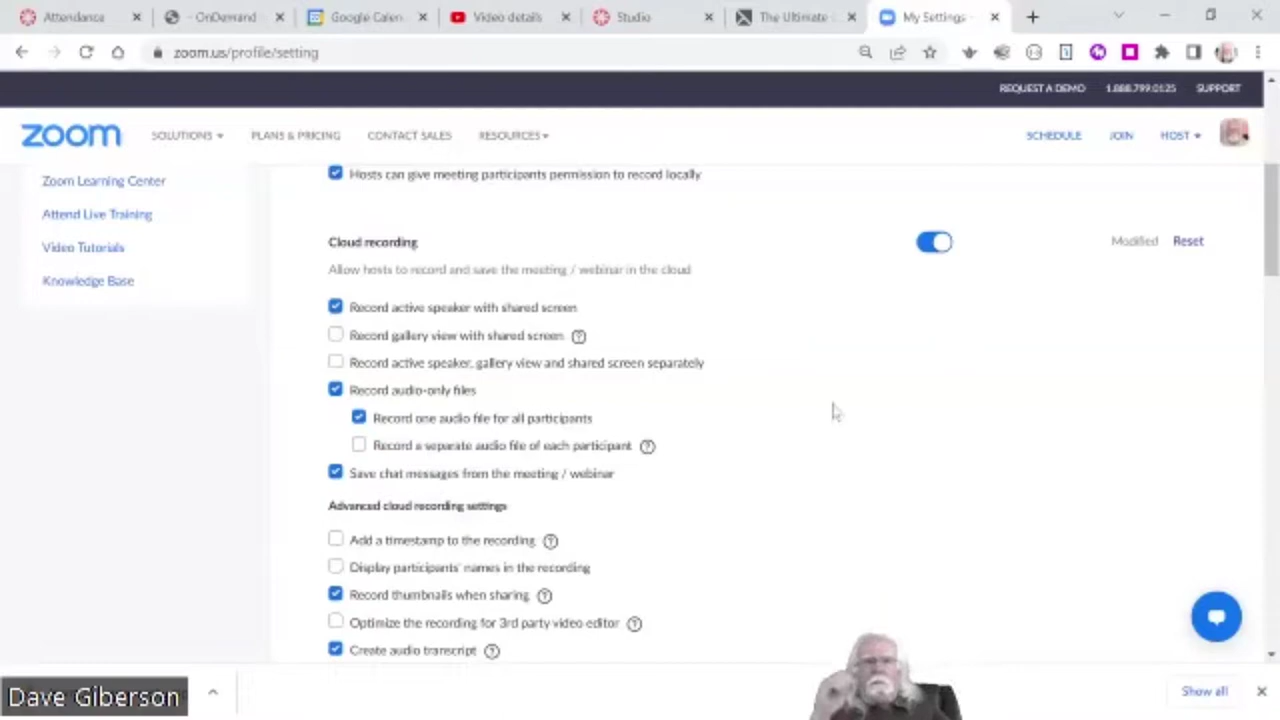 Attendance
- OnDemand
Google Calen
Video details
Studio
The Ultimate
My Settings -
zoom.us/profile/setting
REQUEST A DEMO 1.888.799.0125 SUPPORT
zoom SOLUTIONS PLANS & PRICING CONTACT SALES RESOURCES SCHEDULE JOIN HOST
Zoom Learning Center
Attend Live Training
Video Tutorials
Knowledge Base
Hosts can give meeting participants permission to record locally
Cloud recording Modified Reset
Allow hosts to record and save the meeting / webinar in the cloud
Record active speaker with shared screen
Record gallery view with shared screen ?
Record active speaker, gallery view and shared screen separately
Record audio-only files
Record one audio file for all participants
Record a separate audio file of each participant ?
Save chat messages from the meeting / webinar
Advanced cloud recording settings
Add a timestamp to the recording ?
Display participants' names in the recording
Record thumbnails when sharing ?
Optimize the recording for 3rd party video editor ?
Create audio transcript ?
Dave Giberson
Show all